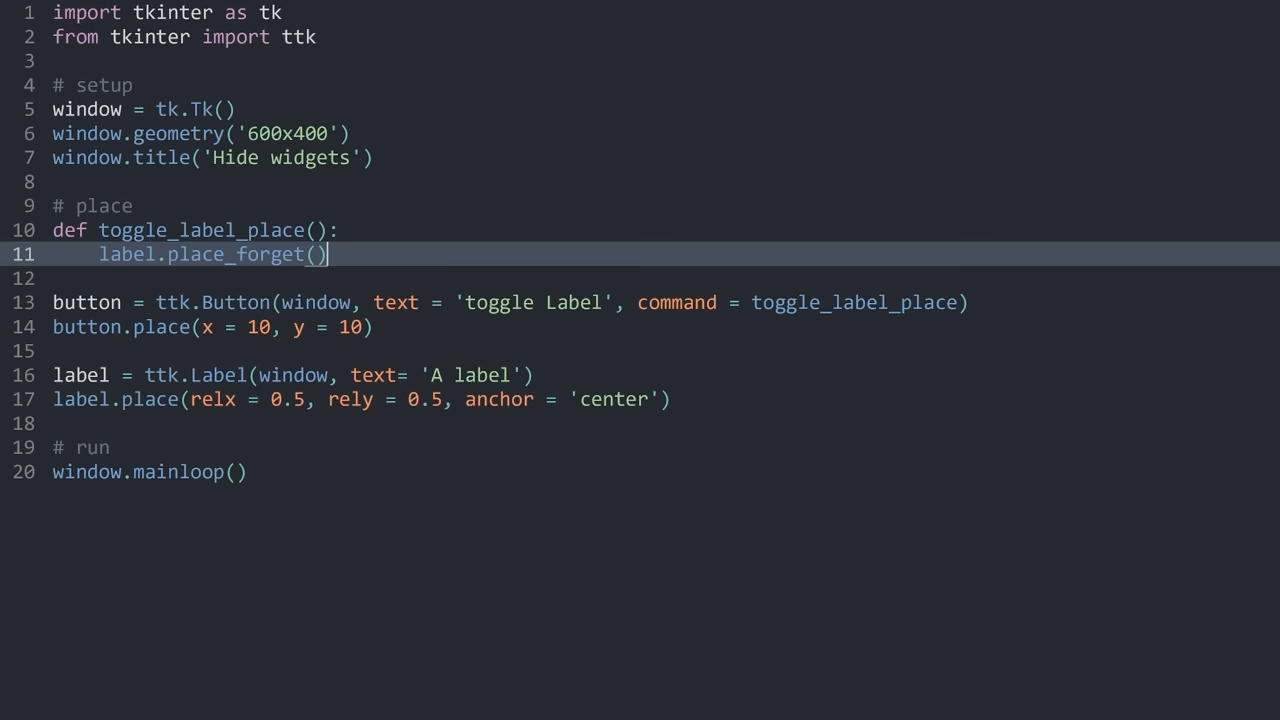 1 import tkinter as tk
2 from tkinter import ttk
3
4 # setup
5 window = tk.Tk()
6 window.geometry('600x400')
7 window.title('Hide widgets')
8
9 # place
10 def toggle_label_place():
11     label.place_forget()
12
13 button = ttk.Button(window, text = 'toggle Label', command = toggle_label_place)
14 button.place(x = 10, y = 10)
15
16 label = ttk.Label(window, text= 'A label')
17 label.place(relx = 0.5, rely = 0.5, anchor = 'center')
18
19 # run
20 window.mainloop()